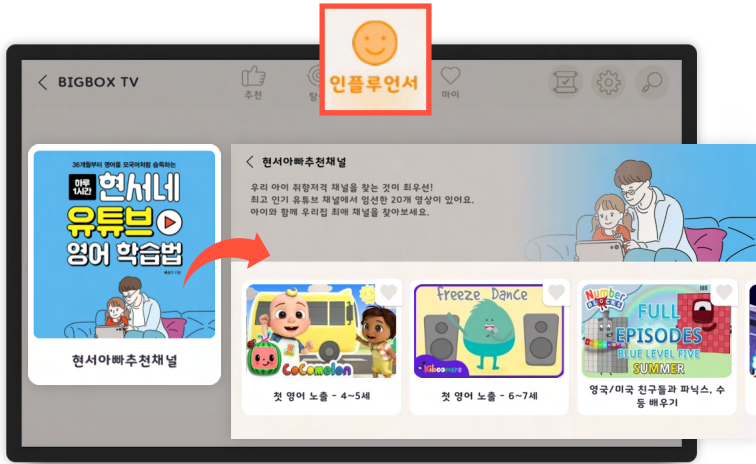 인플루언서
BIGBOX TV
추천
마이
36개월부터 영어를 모국어처럼 습득하는
하루
1시간
현서네
유튜브
영어 학습법
현서아빠추천채널
현서아빠추천채널
우리 아이 취향저격 채널을 찾는 것이 최우선!
최고 인기 유튜브 채널에서 엄선한 20개 영상이 있어요.
아이와 함께 우리집 최애 채널을 찾아보세요.
CoComelon
첫 영어 노출 - 4~5세
Freeze Dance
Kiboomers
첫 영어 노출 - 6~7세
Number
BLOCKS
100
FULL
EPISODES
BLUE LEVEL FIVE
SUMMER
영국/미국 친구들과 파닉스, 수
등 배우기